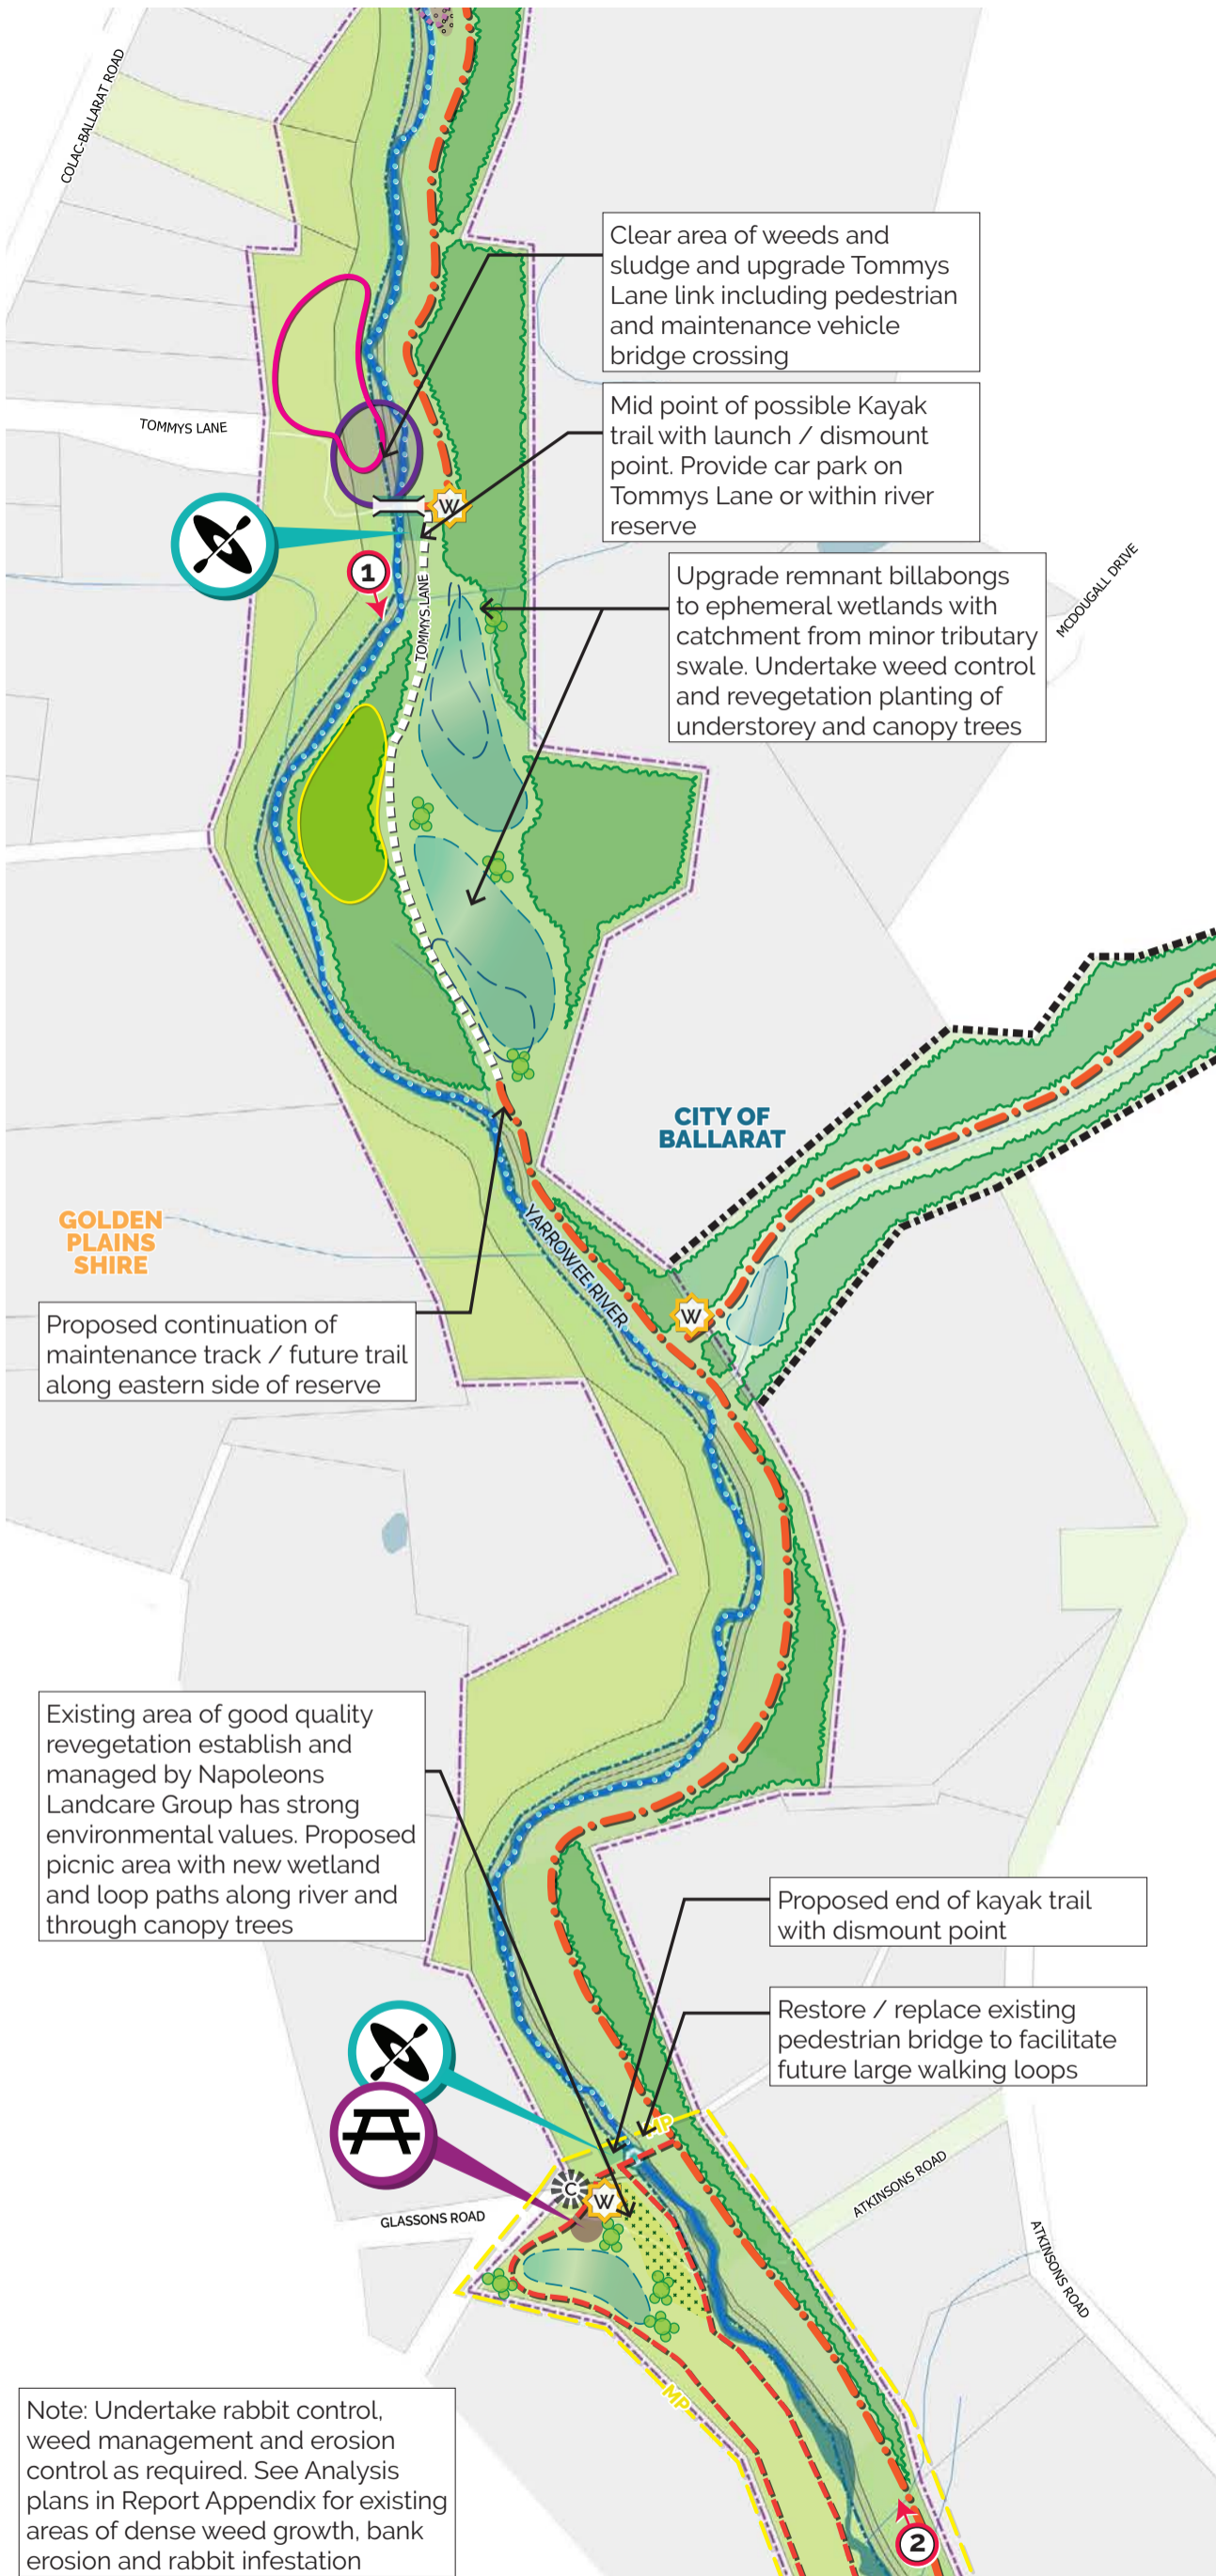 COLAC-BALLARAT ROAD
Clear area of weeds and
sludge and upgrade Tommys
Lane link including pedestrian
and maintenance vehicle
bridge crossing
TOMMYS LANE
Mid point of possible Kayak
trail with launch / dismount
point. Provide car park on
Tommys Lane or within river
reserve
W
1
TOMMYS LANE
Upgrade remnant billabongs
to ephemeral wetlands with
catchment from minor tributary
swale. Undertake weed control
and revegetation planting of
understorey and canopy trees
MCDOUGALL DRIVE
CITY OF
BALLARAT
GOLDEN
PLAINS
SHIRE
YARROWEE RIVER
W
Proposed continuation of
maintenance track / future trail
along eastern side of reserve
Existing area of good quality
revegetation establish and
managed by Napoleons
Landcare Group has strong
environmental values. Proposed
picnic area with new wetland
and loop paths along river and
through canopy trees
Proposed end of kayak trail
with dismount point
Restore / replace existing
pedestrian bridge to facilitate
future large walking loops
MP
C
W
GLASSONS ROAD
ATKINSONS ROAD
ATKINSONS ROAD
MP
Note: Undertake rabbit control,
weed management and erosion
control as required. See Analysis
plans in Report Appendix for existing
areas of dense weed growth, bank
erosion and rabbit infestation
2